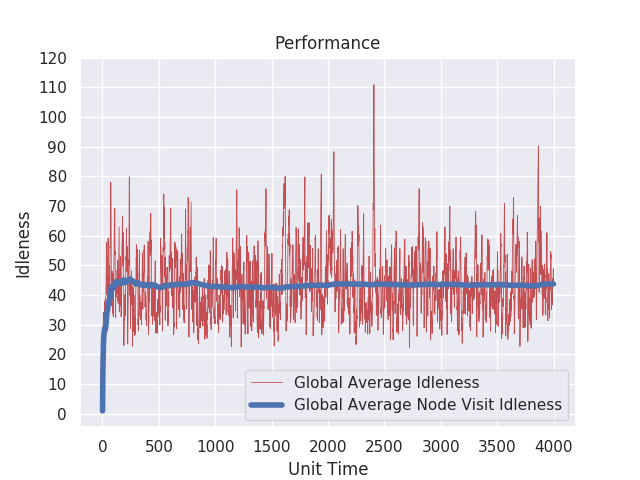 Performance
120
110
100
90
80
70
60
50
40
30
20
10
0
Idleness
Global Average Idleness
Global Average Node Visit Idleness
0 500 1000 1500 2000 2500 3000 3500 4000
Unit Time